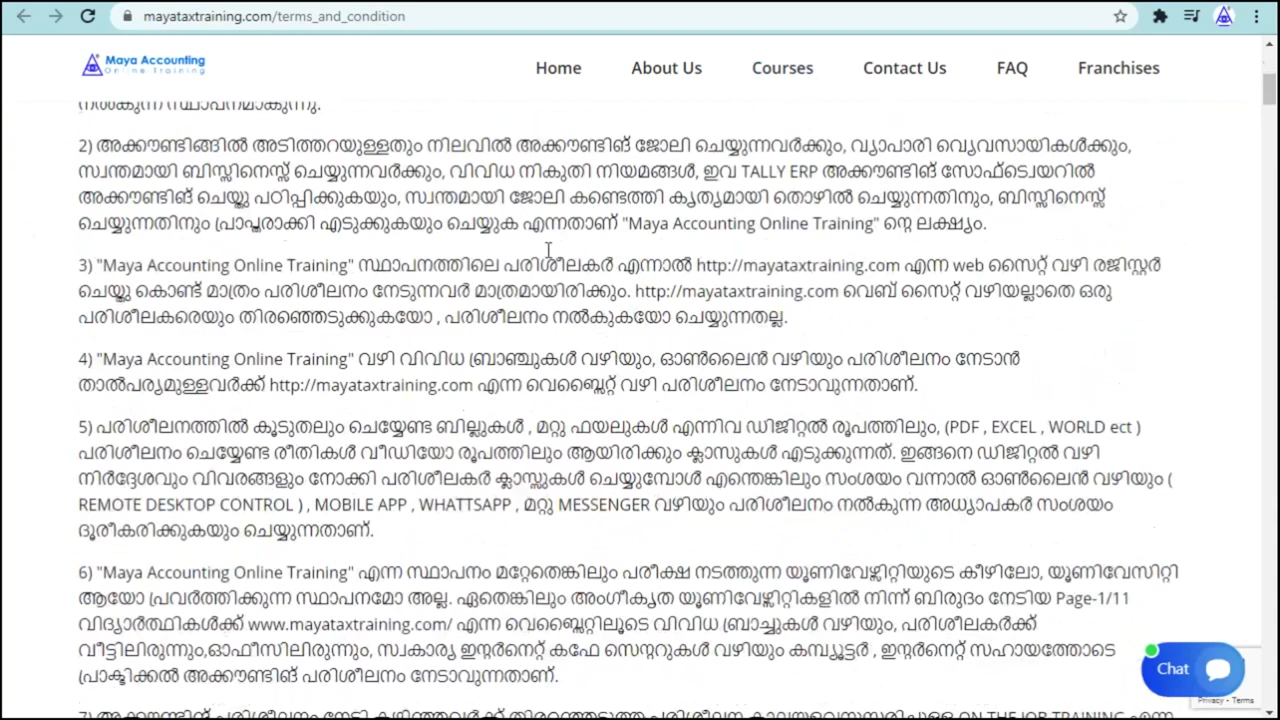 mayataxtraining.com/terms_and_condition
Maya Accounting
Online Training
Home About Us Courses Contact Us FAQ Franchises
നൽകുന്ന സ്ഥാപനമാകുന്നു.
2) അക്കൗണ്ടിങ്ങിൽ അടിത്തറയുള്ളതും നിലവിൽ അക്കൗണ്ടിങ് ജോലി ചെയ്യുന്നവർക്കും, വ്യാപാരി വ്യെവസായികൾക്കും,
സ്വന്തമായി ബിസ്സിനെസ്സ് ചെയ്യുന്നവർക്കും, വിവിധ നികുതി നിയമങ്ങൾ, ഇവ TALLY ERP അക്കൗണ്ടിങ് സോഫ്ട്വെയറിൽ
അക്കൗണ്ടിങ് ചെയ്തു പഠിപ്പിക്കുകയും, സ്വന്തമായി ജോലി കണ്ടെത്തി കൃത്യമായി തൊഴിൽ ചെയ്യുന്നതിനും, ബിസ്സിനെസ്സ്
ചെയ്യുന്നതിനും പ്രാപ്തരാക്കി എടുക്കുകയും ചെയ്യുക എന്നതാണ് "Maya Accounting Online Training" ന്റെ ലക്ഷ്യം.
3) "Maya Accounting Online Training" സ്ഥാപനത്തിലെ പരിശീലകർ എന്നാൽ http://mayataxtraining.com എന്ന web സൈറ്റ് വഴി രജിസ്റ്റർ
ചെയ്തു കൊണ്ട് മാത്രം പരിശീലനം നേടുന്നവർ മാത്രമായിരിക്കും. http://mayataxtraining.com വെബ് സൈറ്റ് വഴിയല്ലാതെ ഒരു
പരിശീലകരെയും തിരഞ്ഞെടുക്കുകയോ , പരിശീലനം നൽകുകയോ ചെയ്യുന്നതല്ല.
4) "Maya Accounting Online Training" വഴി വിവിധ ബ്രാഞ്ചുകൾ വഴിയും, ഓൺലൈൻ വഴിയും പരിശീലനം നേടാൻ
താൽപര്യമുള്ളവർക്ക് http://mayataxtraining.com എന്ന വെബ്സൈറ്റ് വഴി പരിശീലനം നേടാവുന്നതാണ്.
5) പരിശീലനത്തിൽ കൂടുതലും ചെയ്യേണ്ട ബില്ലുകൾ , മറ്റു ഫയലുകൾ എന്നിവ ഡിജിറ്റൽ രൂപത്തിലും, (PDF , EXCEL , WORLD ect )
പരിശീലനം ചെയ്യേണ്ട രീതികൾ വീഡിയോ രൂപത്തിലും ആയിരിക്കും ക്ലാസുകൾ എടുക്കുന്നത്. ഇങ്ങനെ ഡിജിറ്റൽ വഴി
നിർദ്ദേശവും വിവരങ്ങളും നോക്കി പരിശീലകർ ക്ലാസ്സുകൾ ചെയ്യുമ്പോൾ എന്തെങ്കിലും സംശയം വന്നാൽ ഓൺലൈൻ വഴിയും (
REMOTE DESKTOP CONTROL ) , MOBILE APP , WHATTSAPP , മറ്റു MESSENGER വഴിയും പരിശീലനം നൽകുന്ന അധ്യാപകർ സംശയം
ദൂരീകരിക്കുകയും ചെയ്യുന്നതാണ്.
6) "Maya Accounting Online Training" എന്ന സ്ഥാപനം മറ്റേതെങ്കിലും പരീക്ഷ നടത്തുന്ന യൂണിവേഴ്സിറ്റിയുടെ കീഴിലോ, യൂണിവേസിറ്റി
ആയോ പ്രവർത്തിക്കുന്ന സ്ഥാപനമോ അല്ല. ഏതെങ്കിലും അംഗീകൃത യൂണിവേഴ്സിറ്റികളിൽ നിന്ന് ബിരുദം നേടിയ Page-1/11
വിദ്യാർത്ഥികൾക്ക് www.mayataxtraining.com/ എന്ന വെബ്സൈറ്റിലൂടെ വിവിധ ബ്രാച്ചുകൾ വഴിയും, പരിശീലകർക്ക്
വീട്ടിലിരുന്നും,ഓഫീസിലിരുന്നും, സ്വകാര്യ ഇന്റർനെറ്റ് കഫേ സെന്ററുകൾ വഴിയും കമ്പ്യൂട്ടർ , ഇന്റർനെറ്റ് സഹായത്തോടെ
പ്രാക്ടിക്കൽ അക്കൗണ്ടിങ് പരിശീലനം നേടാവുന്നതാണ്.
Chat
Privacy - Terms